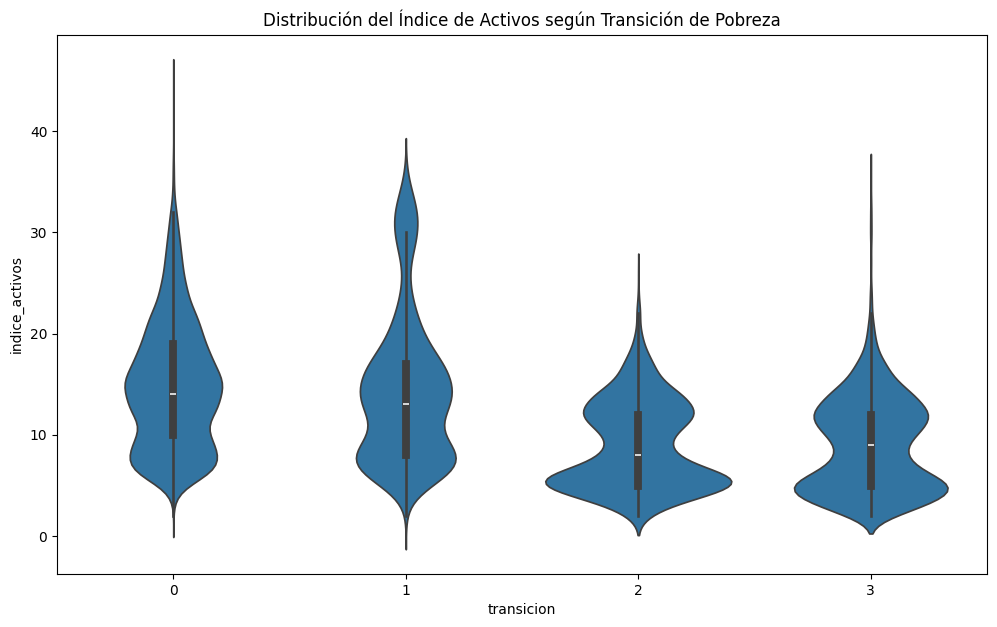 Distribución del Índice de Activos según Transición de Pobreza
indice_activos
40
30
20
10
0
0 1 2 3
transicion